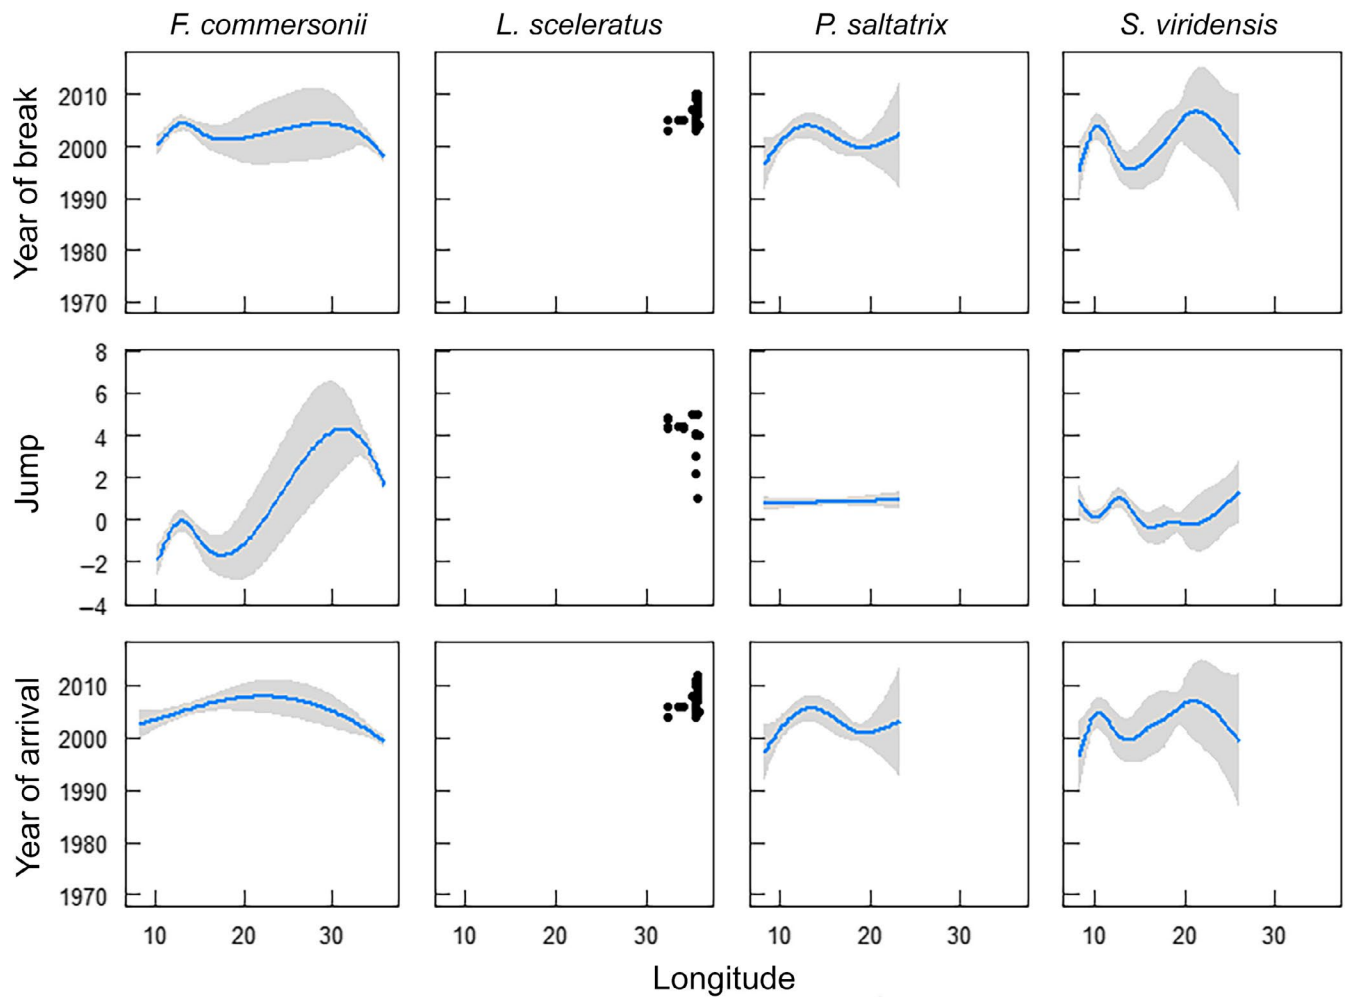 F. commersonii L. sceleratus P. saltatrix S. viridensis
Year of break
2010
2000
1990
1980
1970
Jump
8
6
4
2
0
–2
–4
Year of arrival
2010
2000
1990
1980
1970
10 20 30 10 20 30 10 20 30 10 20 30
Longitude